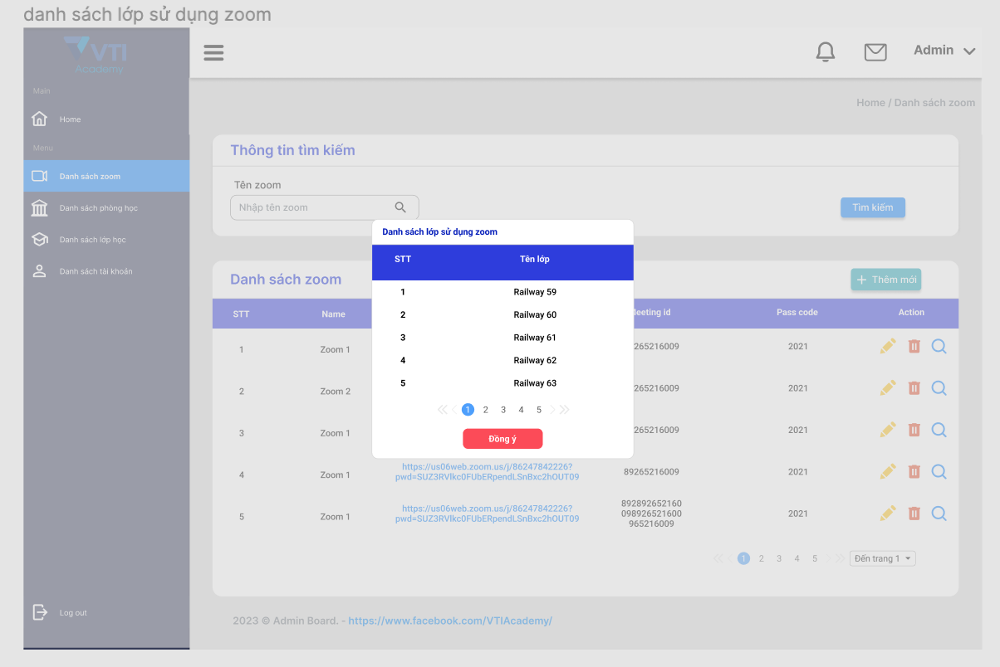 danh sách lớp sử dụng zoom
VTI
Academy
Admin
Main
Home / Danh sách zoom
Home
Menu
Danh sách zoom
Danh sách phòng học
Danh sách lớp học
Danh sách tài khoản
Log out
Thông tin tìm kiếm
Tên zoom
Nhập tên zoom
Tìm kiếm
Danh sách lớp sử dụng zoom
STT Tên lớp
1 Railway 59
2 Railway 60
3 Railway 61
4 Railway 62
5 Railway 63
1 2 3 4 5
Đồng ý
Danh sách zoom
Thêm mới
STT Name eeting id Pass code Action
1 Zoom 1 265216009 2021
2 Zoom 2 265216009 2021
3 Zoom 1 265216009 2021
4 Zoom 1 https://us06web.zoom.us/j/86247842226?
pwd=SUZ3RVlkc0FUbERpendLSnBxc2hOUT09 89265216009 2021
5 Zoom 1 https://us06web.zoom.us/j/86247842226?
pwd=SUZ3RVlkc0FUbERpendLSnBxc2hOUT09 892892652160
098926521600
965216009 2021
1 2 3 4 5 Đến trang 1
2023 © Admin Board. - https://www.facebook.com/VTIAcademy/